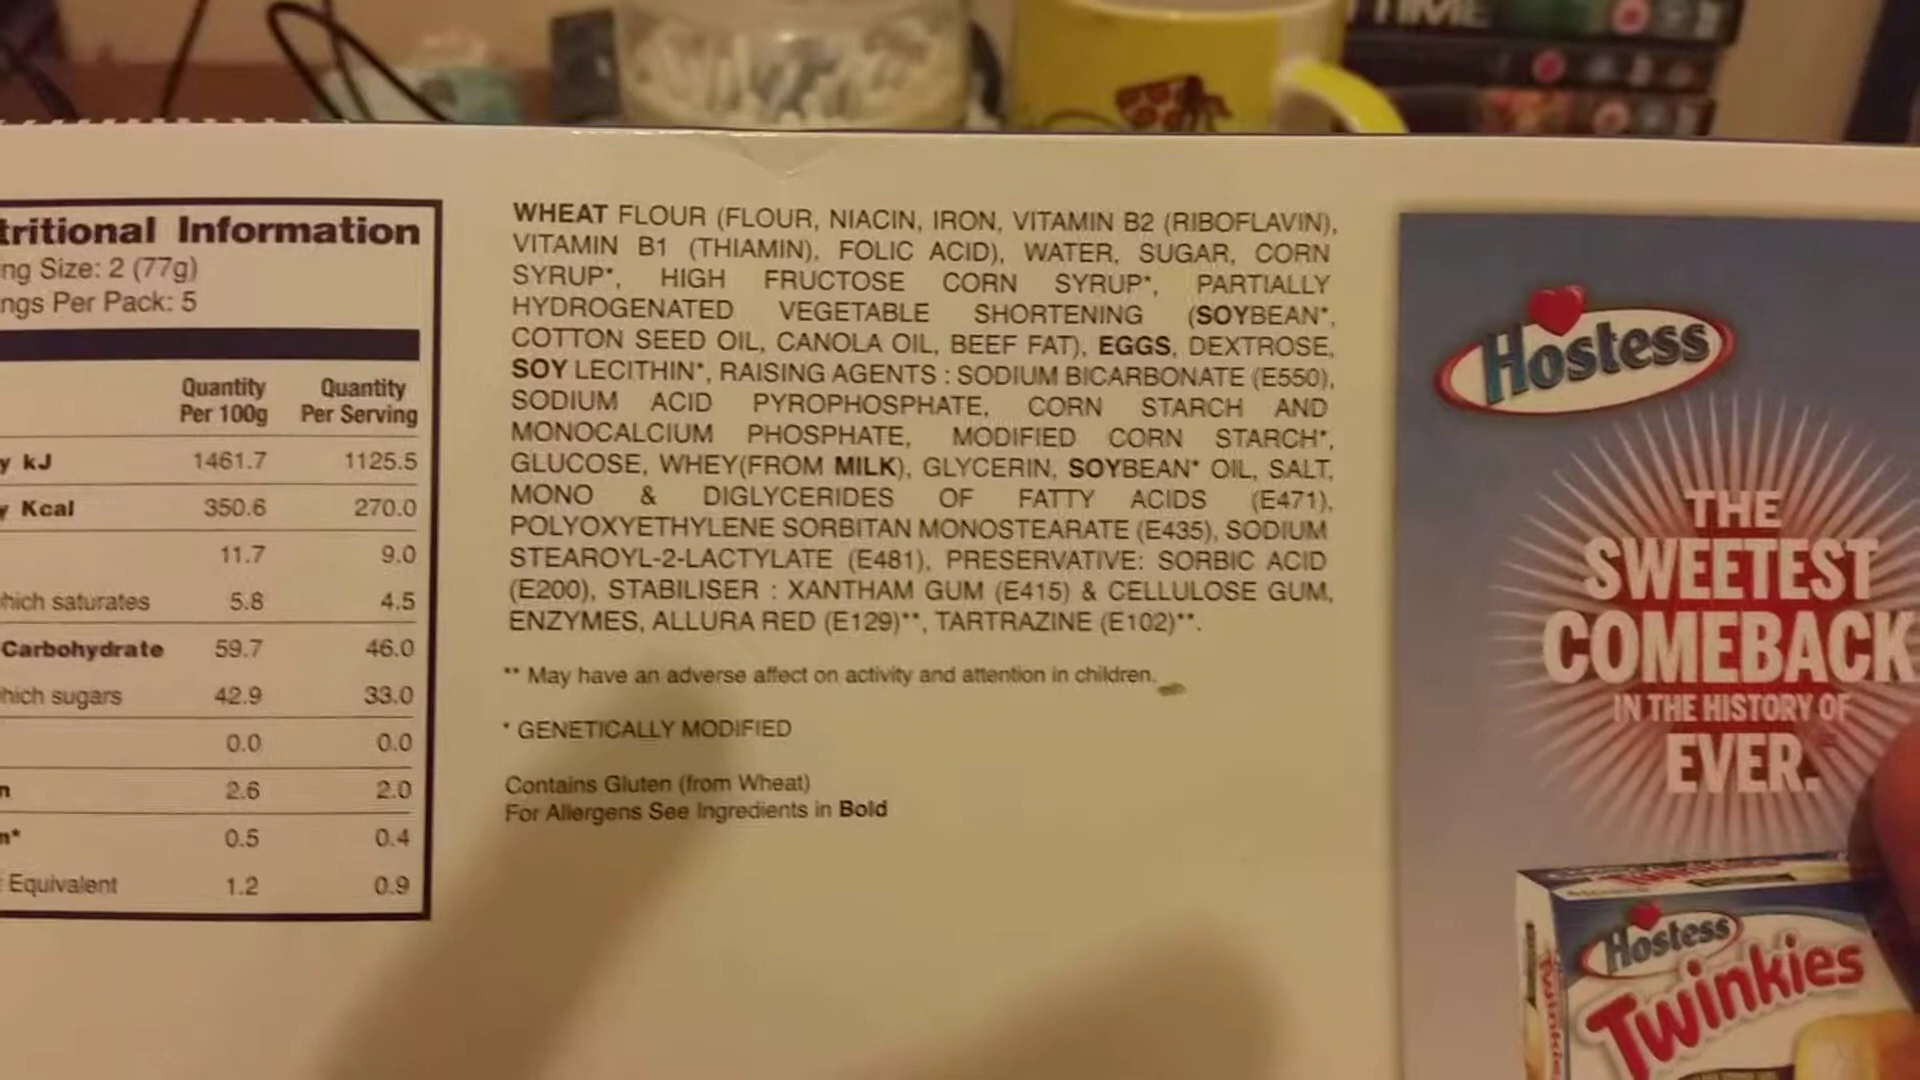 TIME
tritional Information
ng Size: 2 (77g)
ngs Per Pack: 5
Quantity Per 100g Quantity Per Serving
y kJ 1461.7 1125.5
y Kcal 350.6 270.0
11.7 9.0
hich saturates 5.8 4.5
Carbohydrate 59.7 46.0
hich sugars 42.9 33.0
0.0 0.0
n 2.6 2.0
n* 0.5 0.4
Equivalent 1.2 0.9
WHEAT FLOUR (FLOUR, NIACIN, IRON, VITAMIN B2 (RIBOFLAVIN),
VITAMIN B1 (THIAMIN), FOLIC ACID), WATER, SUGAR, CORN
SYRUP*, HIGH FRUCTOSE CORN SYRUP*, PARTIALLY
HYDROGENATED VEGETABLE SHORTENING (SOYBEAN*,
COTTON SEED OIL, CANOLA OIL, BEEF FAT), EGGS, DEXTROSE,
SOY LECITHIN*, RAISING AGENTS : SODIUM BICARBONATE (E550),
SODIUM ACID PYROPHOSPHATE, CORN STARCH AND
MONOCALCIUM PHOSPHATE, MODIFIED CORN STARCH*,
GLUCOSE, WHEY(FROM MILK), GLYCERIN, SOYBEAN* OIL, SALT,
MONO & DIGLYCERIDES OF FATTY ACIDS (E471),
POLYOXYETHYLENE SORBITAN MONOSTEARATE (E435), SODIUM
STEAROYL-2-LACTYLATE (E481), PRESERVATIVE: SORBIC ACID
(E200), STABILISER : XANTHAM GUM (E415) & CELLULOSE GUM,
ENZYMES, ALLURA RED (E129)**, TARTRAZINE (E102)**.
** May have an adverse affect on activity and attention in children.
* GENETICALLY MODIFIED
Contains Gluten (from Wheat)
For Allergens See Ingredients in Bold
Hostess
THE
SWEETEST
COMEBACK
IN THE HISTORY OF
EVER.
Hostess
Twinkies